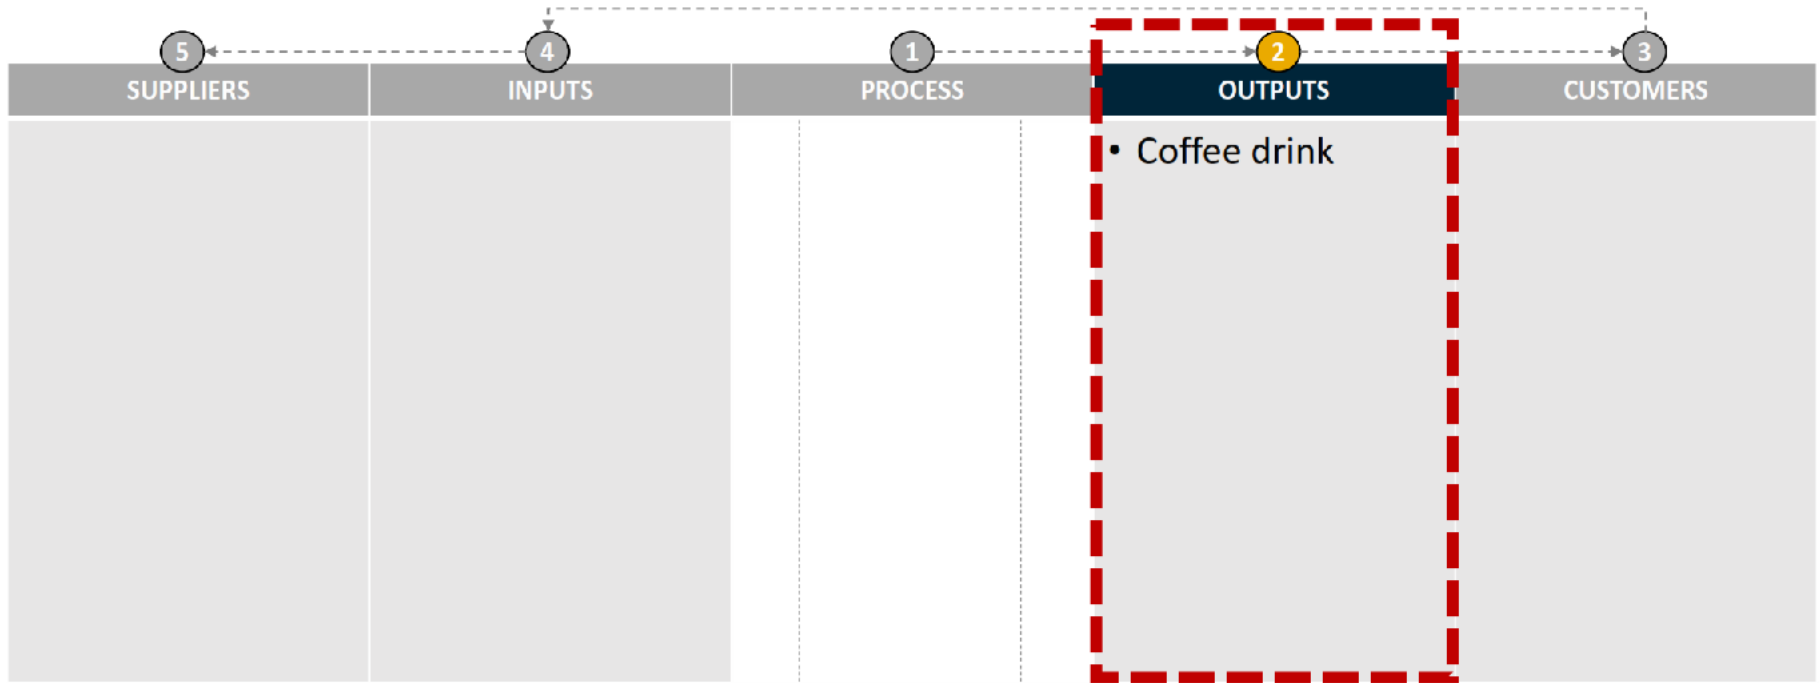 5
4
1
2
3
SUPPLIERS
INPUTS
PROCESS
OUTPUTS
CUSTOMERS
• Coffee drink